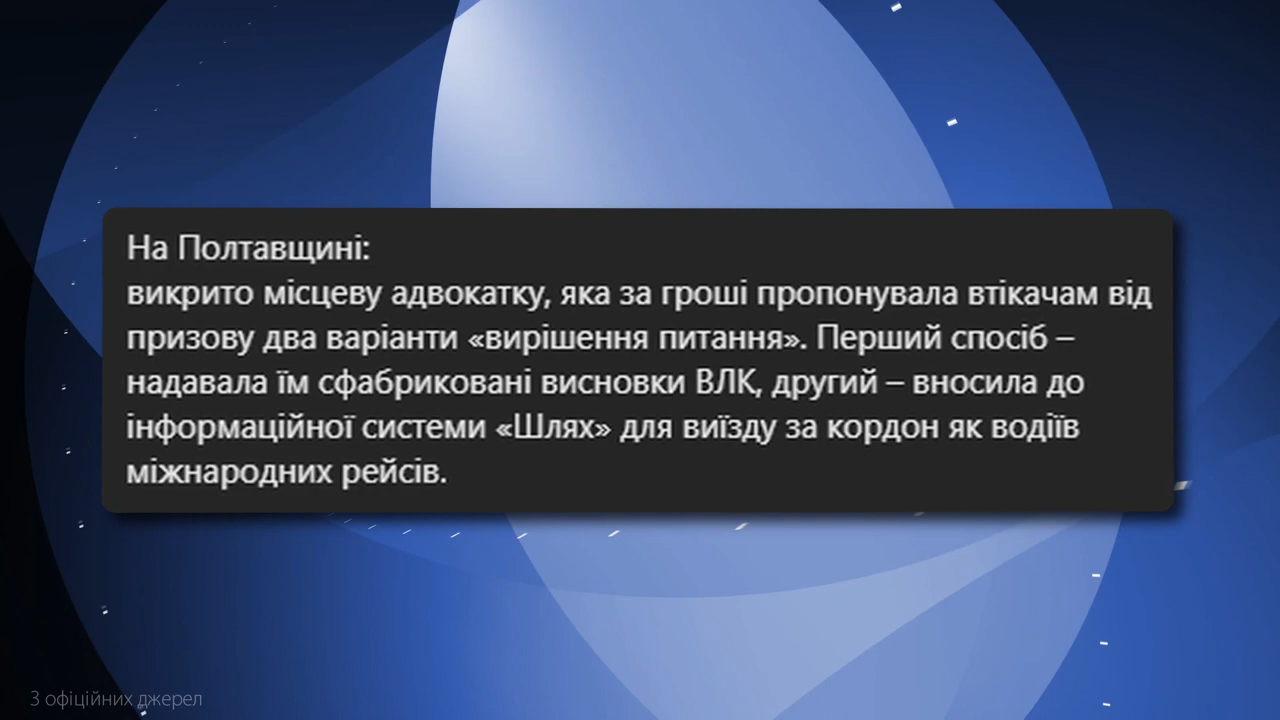 На Полтавщині:
викрито місцеву адвокатку, яка за гроші пропонувала втікачам від
призову два варіанти «вирішення питання». Перший спосіб –
надавала їм сфабриковані висновки ВЛК, другий – вносила до
інформаційної системи «Шлях» для виїзду за кордон як водіїв
міжнародних рейсів.
З офіційних джерел